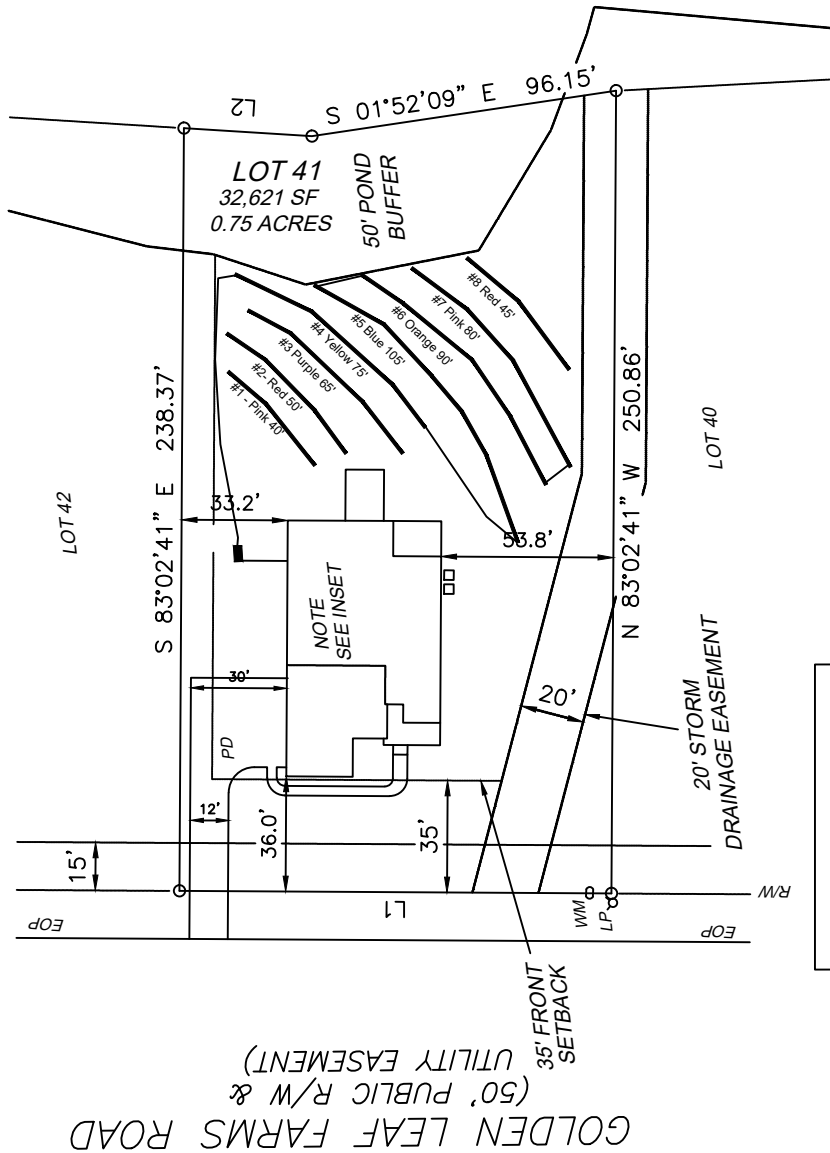 L2
S 01°52'09" E 96.15'
LOT 41
32,621 SF
0.75 ACRES
50' POND
BUFFER
#8 Red 45'
#7 Pink 80'
#6 Orange 90'
#5 Blue 105'
#4 Yellow 75'
#3 Purple 65'
#2- Red 50'
#1 - Pink 40'
S 83°02'41" E 238.37'
LOT 42
33.2'
53.8'
N 83°02'41" W 250.86'
LOT 40
NOTE
SEE INSET
30'
PD
20'
20' STORM
DRAINAGE EASEMENT
12'
36.0'
35'
15'
L1
WM
LP
R/W
EOP
EOP
35' FRONT
SETBACK
GOLDEN LEAF FARMS ROAD
(50' PUBLIC R/W &
UTILITY EASEMENT)